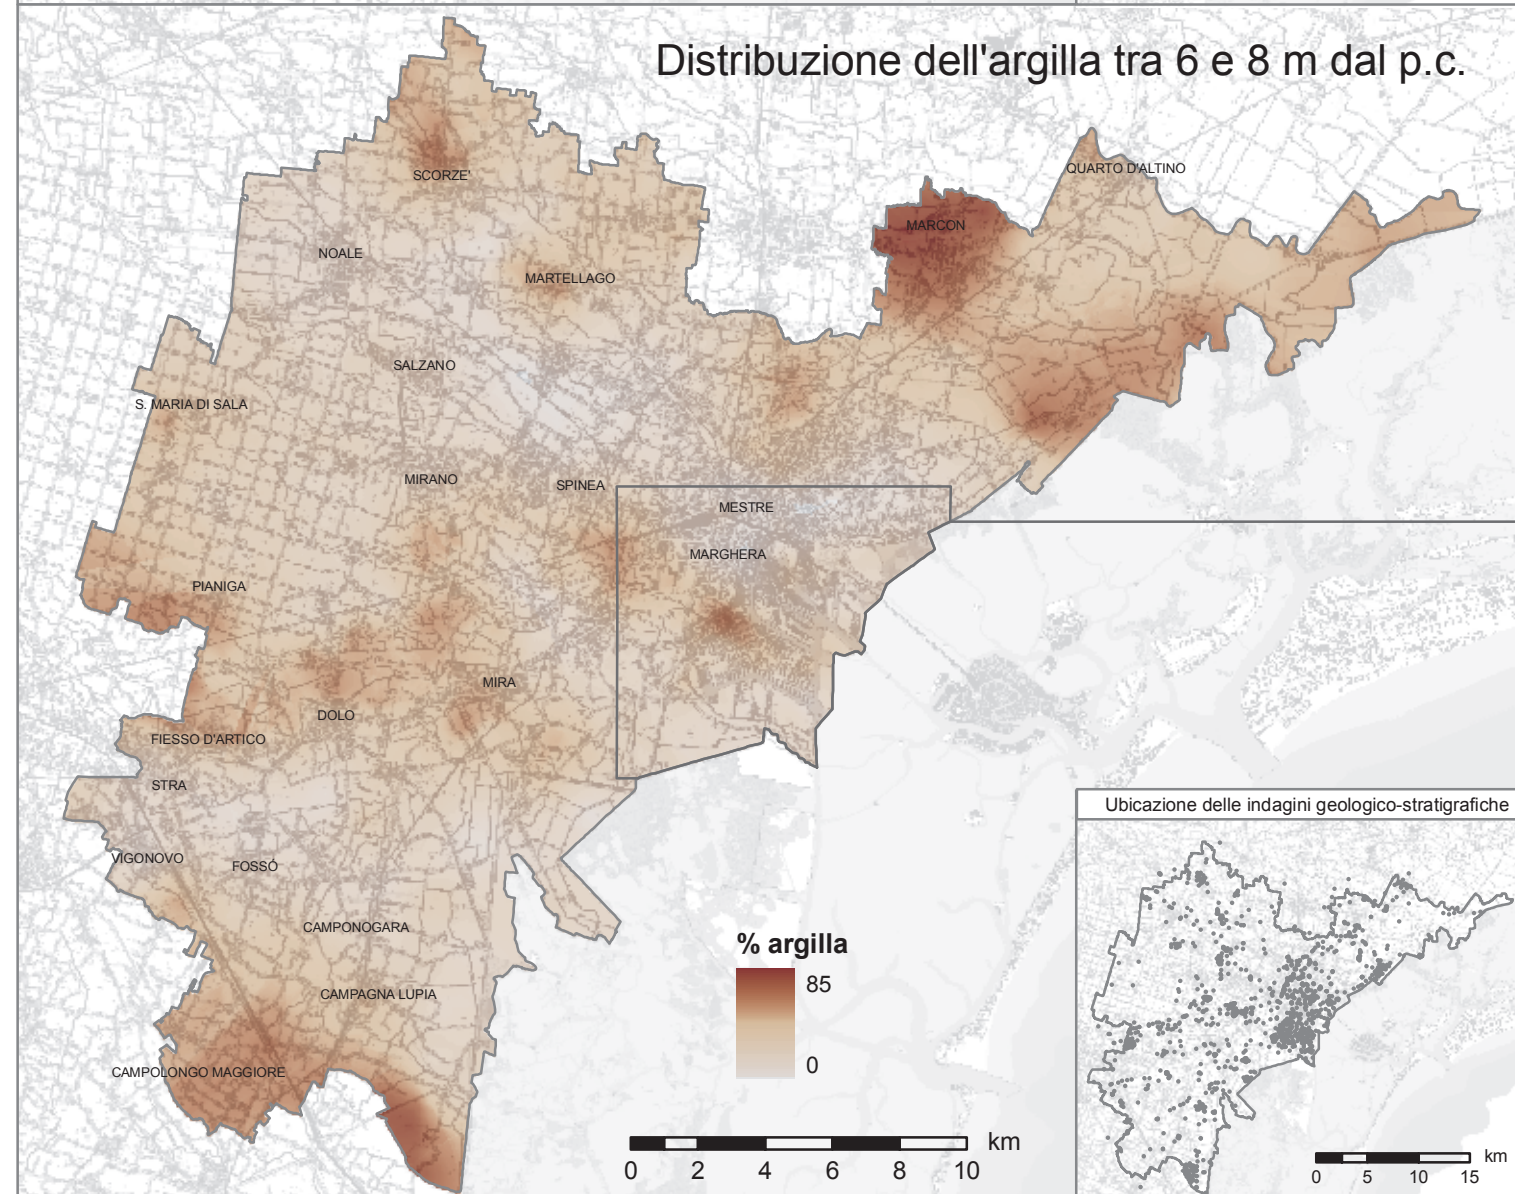 Distribuzione dell'argilla tra 6 e 8 m dal p.c.
QUARTO D'ALTINO
SCORZE'
MARCON
NOALE
MARTELLAGO
SALZANO
S. MARIA DI SALA
MIRANO
SPINEA
MESTRE
MARGHERA
PIANIGA
MIRA
DOLO
FIESSO D'ARTICO
STRA
VIGONOVO
FOSSÓ
CAMPONOGARA
CAMPAGNA LUPIA
CAMPOLONGO MAGGIORE
% argilla
85
0
km
0 2 4 6 8 10
Ubicazione delle indagini geologico-stratigrafiche
km
0 5 10 15